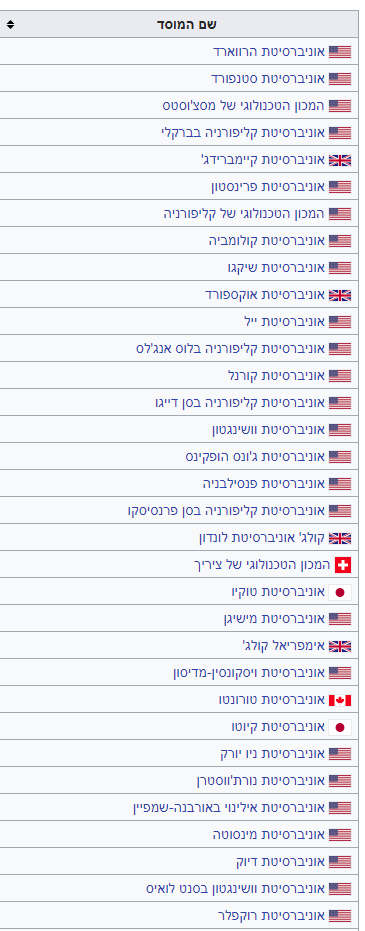 שם המוסד
אוניברסיטת הרווארד
אוניברסיטת סטנפורד
המכון הטכנולוגי של מסצ'וסטס
אוניברסיטת קליפורניה בברקלי
אוניברסיטת קיימברידג'
אוניברסיטת פרינסטון
המכון הטכנולוגי של קליפורניה
אוניברסיטת קולומביה
אוניברסיטת שיקגו
אוניברסיטת אוקספורד
אוניברסיטת ייל
אוניברסיטת קליפורניה בלוס אנג'לס
אוניברסיטת קורנל
אוניברסיטת קליפורניה בסן דייגו
אוניברסיטת וושינגטון
אוניברסיטת ג'ונס הופקינס
אוניברסיטת פנסילבניה
אוניברסיטת קליפורניה בסן פרנסיסקו
קולג' אוניברסיטת לונדון
המכון הטכנולוגי של ציריך
אוניברסיטת טוקיו
אוניברסיטת מישיגן
אימפריאל קולג'
אוניברסיטת ויסקונסין-מדיסון
אוניברסיטת טורונטו
אוניברסיטת קיוטו
אוניברסיטת ניו יורק
אוניברסיטת נורת'ווסטרן
אוניברסיטת אילינוי באורבנה-שמפיין
אוניברסיטת מינסוטה
אוניברסיטת דיוק
אוניברסיטת וושינגטון בסנט לואיס
אוניברסיטת רוקפלר